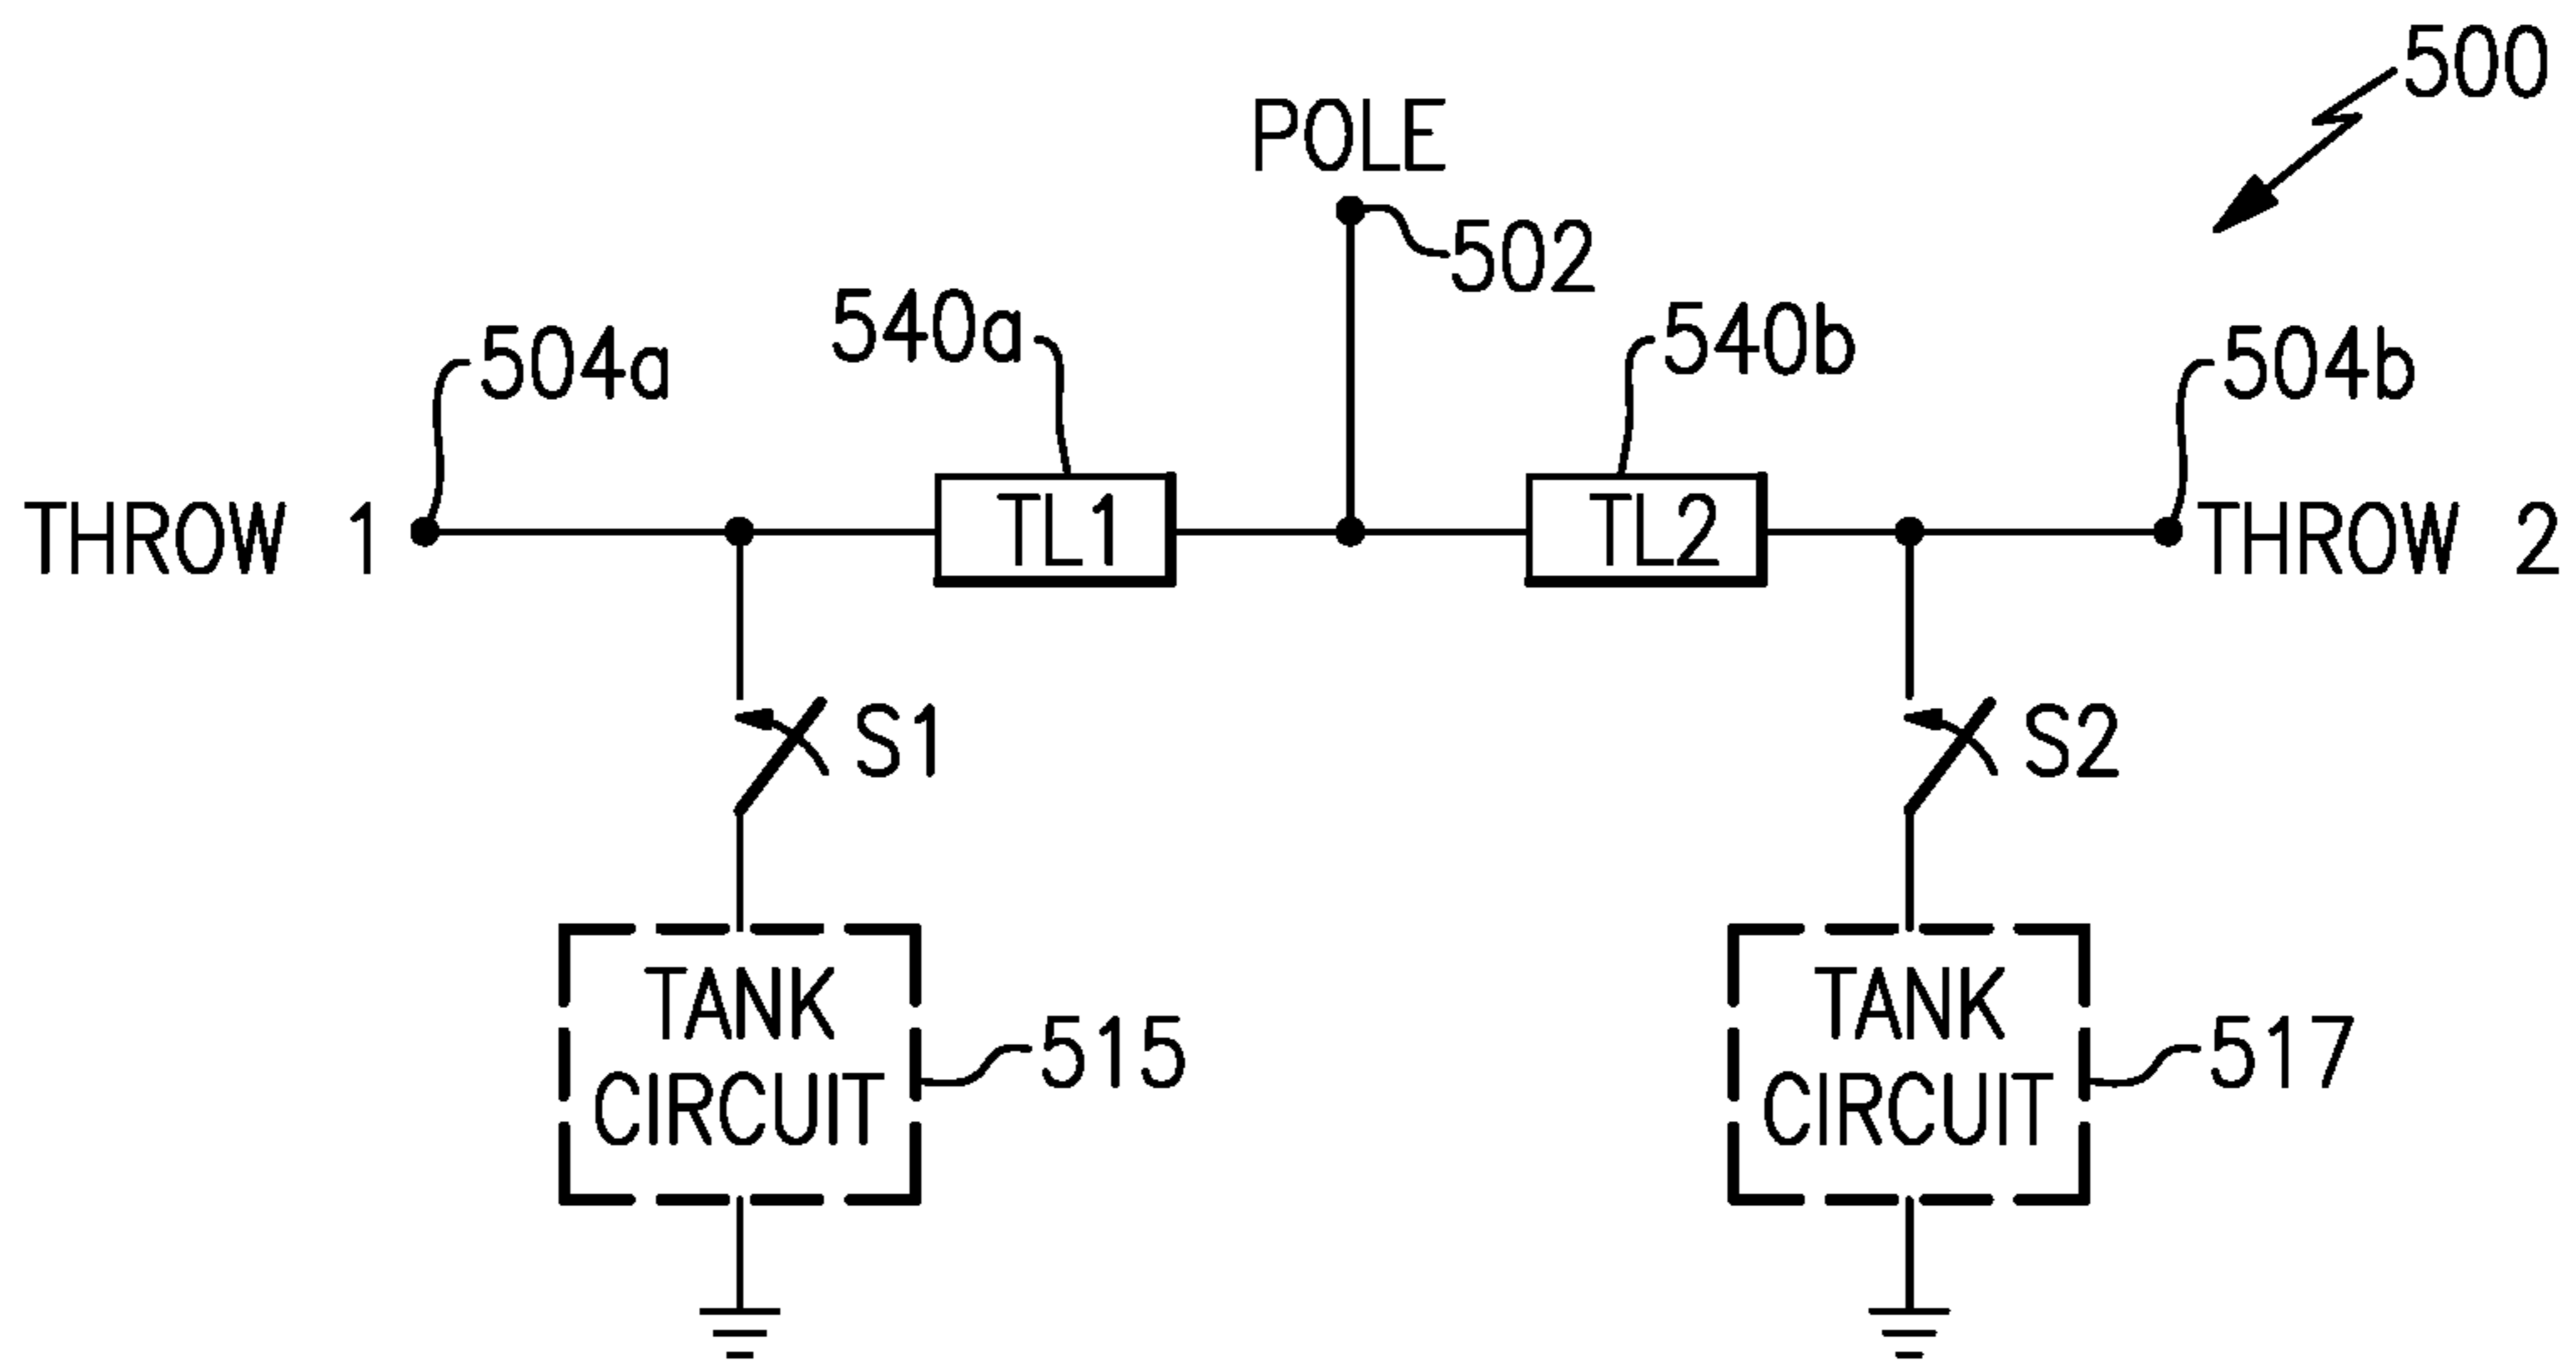 500
POLE
502
540a
540b
504a
504b
THROW 1
TL1
TL2
THROW 2
S1
S2
TANK
CIRCUIT
515
TANK
CIRCUIT
517